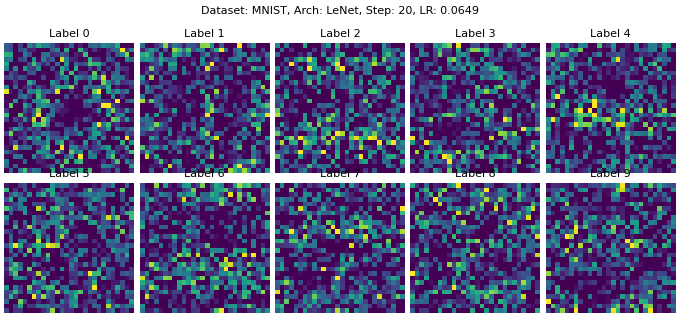 Dataset: MNIST, Arch: LeNet, Step: 20, LR: 0.0649
Label 0
Label 1
Label 2
Label 3
Label 4
Label 5
Label 6
Label 7
Label 8
Label 9